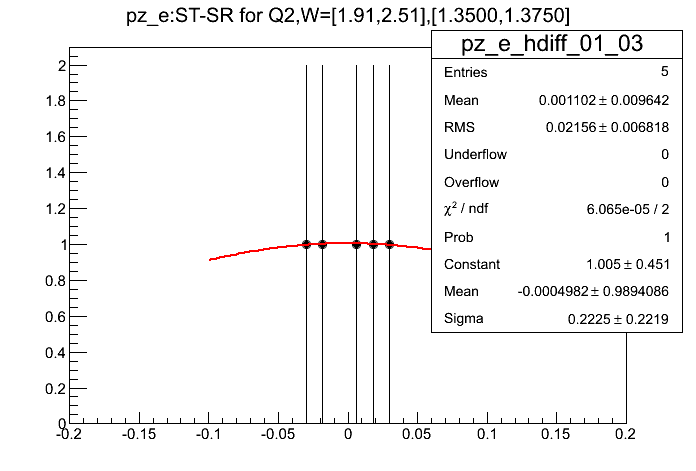 pz_e:ST-SR for Q2,W=[1.91,2.51],[1.3500,1.3750]
pz_e_hdiff_01_03
Entries 5
Mean 0.001102 ± 0.009642
RMS 0.02156 ± 0.006818
Underflow 0
Overflow 0
χ² / ndf 6.065e-05 / 2
Prob 1
Constant 1.005 ± 0.451
Mean -0.0004982 ± 0.9894086
Sigma 0.2225 ± 0.2219
2
1.8
1.6
1.4
1.2
1
0.8
0.6
0.4
0.2
0
-0.2 -0.15 -0.1 -0.05 0 0.05 0.1 0.15 0.2